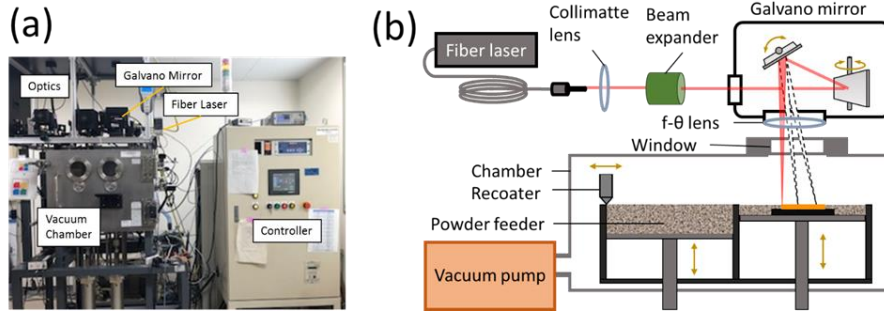 (a)
Optics
Galvano Mirror
Fiber Laser
Vacuum
Chamber
Controller
(b)
Fiber laser
Collimatte
lens
Beam
expander
Galvano mirror
f-θ lens
Window
Chamber
Recoater
Powder feeder
Vacuum pump